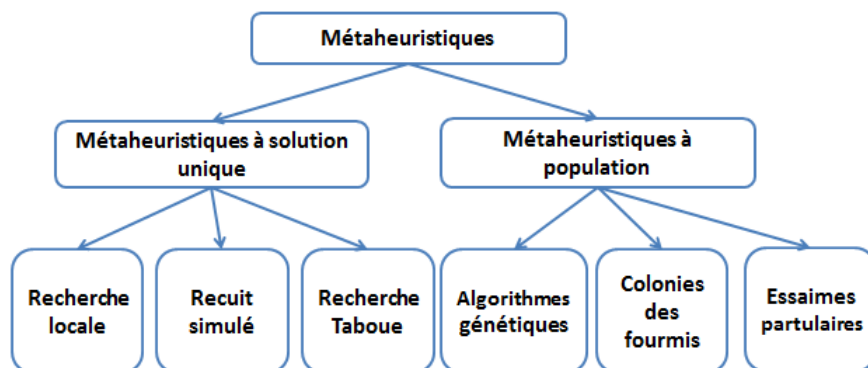 Métaheuristiques
Métaheuristiques à solution
unique
Métaheuristiques à
population
Recherche
locale
Recuit
simulé
Recherche
Taboue
Algorithmes
génétiques
Colonies
des
fourmis
Essaimes
partulaires